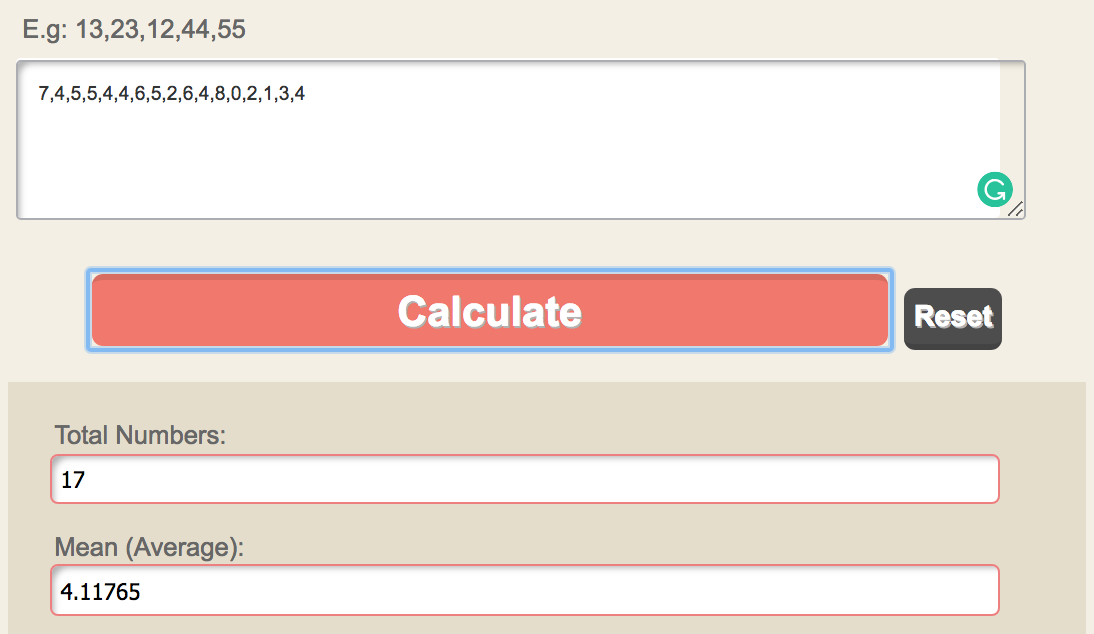 E.g: 13,23,12,44,55
7,4,5,5,4,4,6,5,2,6,4,8,0,2,1,3,4
Calculate
Reset
Total Numbers:
17
Mean (Average):
4.11765